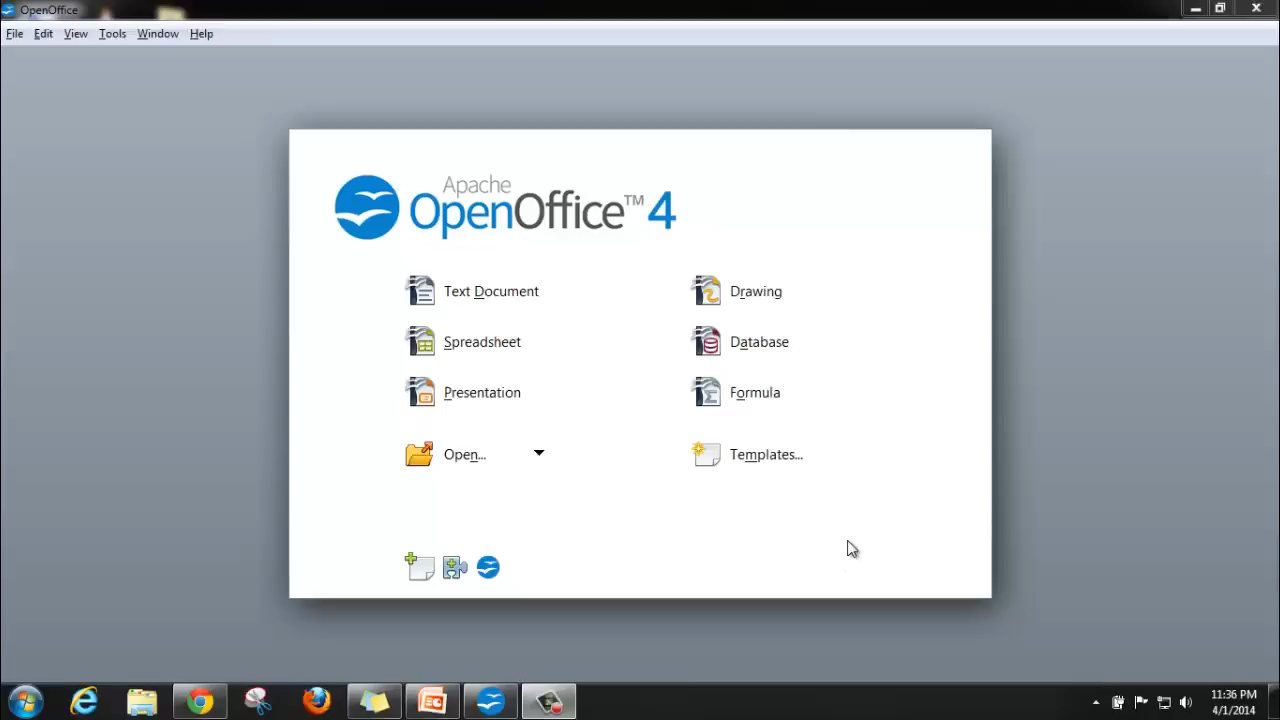 OpenOffice
File Edit View Tools Window Help
Apache
OpenOffice™ 4
Text Document
Drawing
Spreadsheet
Database
Presentation
Formula
Open...
Templates...
11:36 PM
4/1/2014